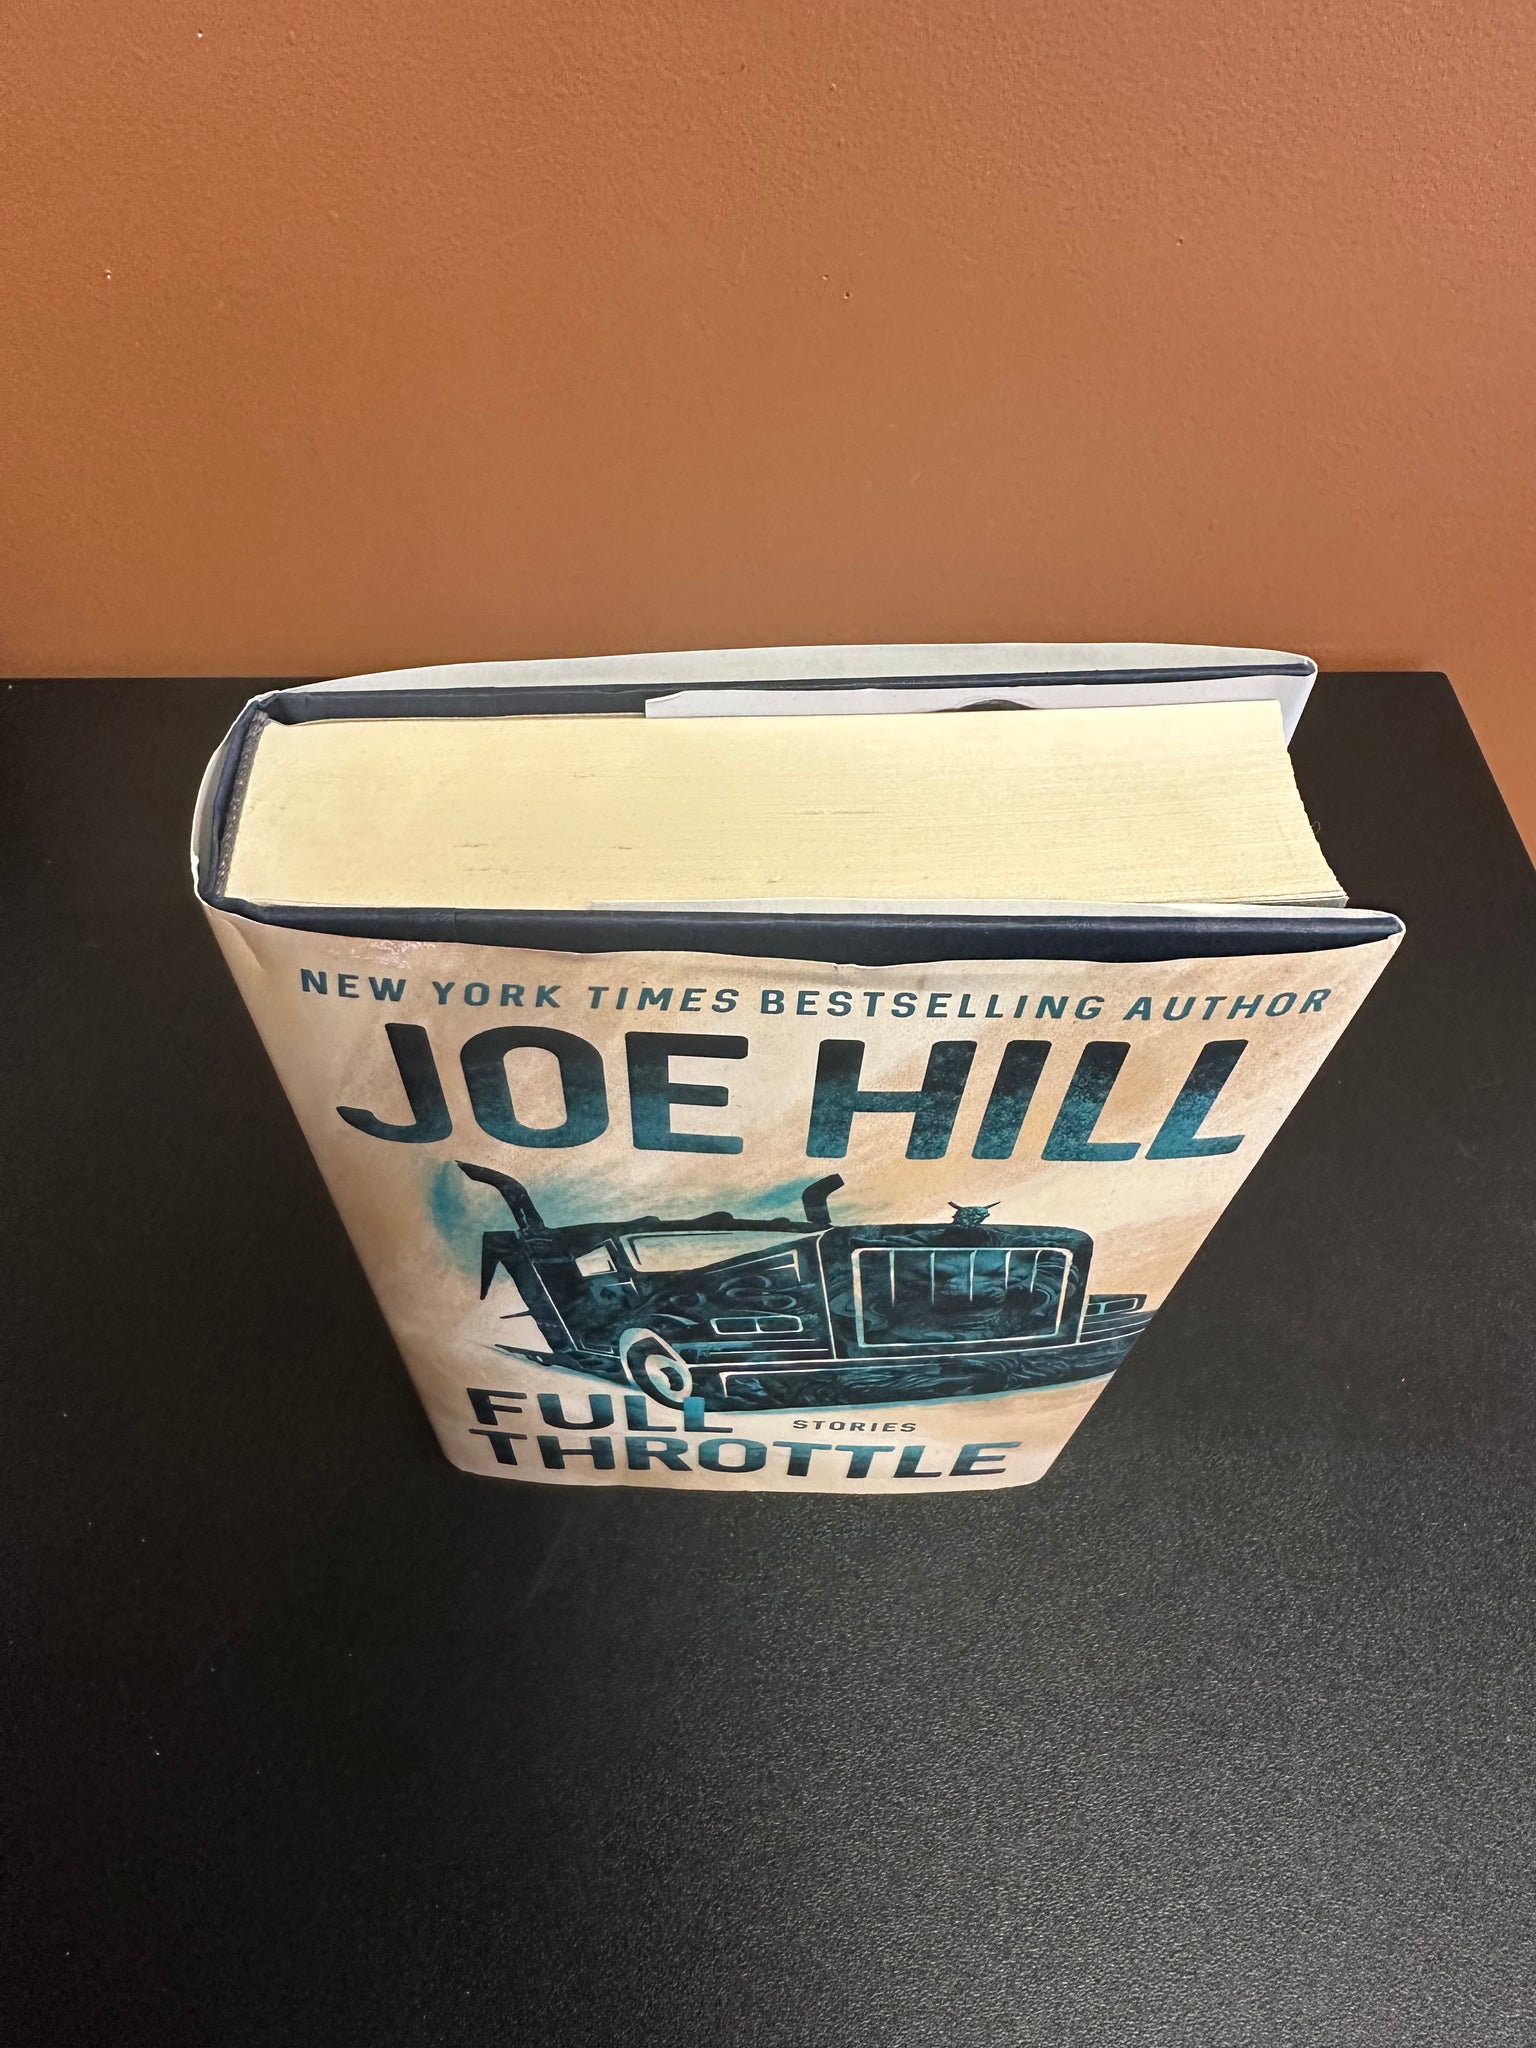 NEW YORK TIMES BESTSELLING AUTHOR
JOE HILL
FULL
STORIES
THROTTLE